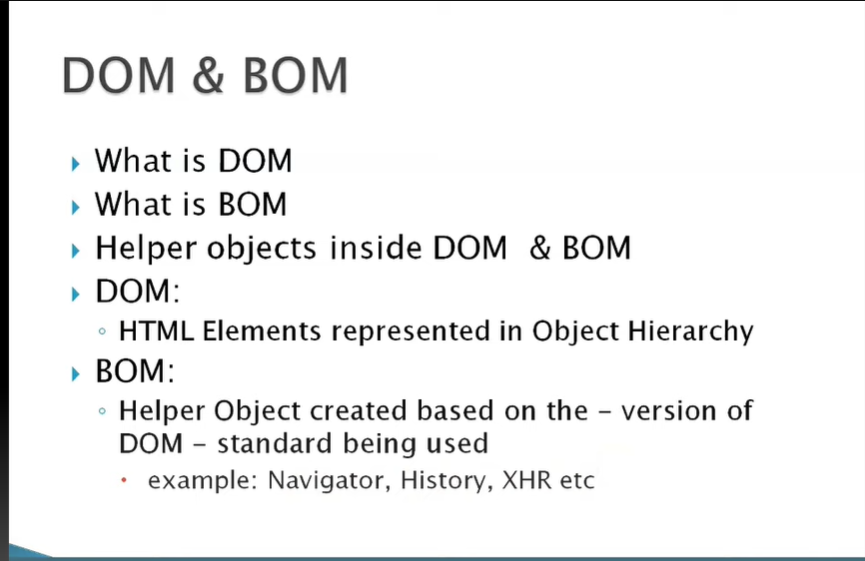 DOM & BOM
What is DOM
What is BOM
Helper objects inside DOM & BOM
DOM:
HTML Elements represented in Object Hierarchy
BOM:
Helper Object created based on the – version of
DOM – standard being used
example: Navigator, History, XHR etc